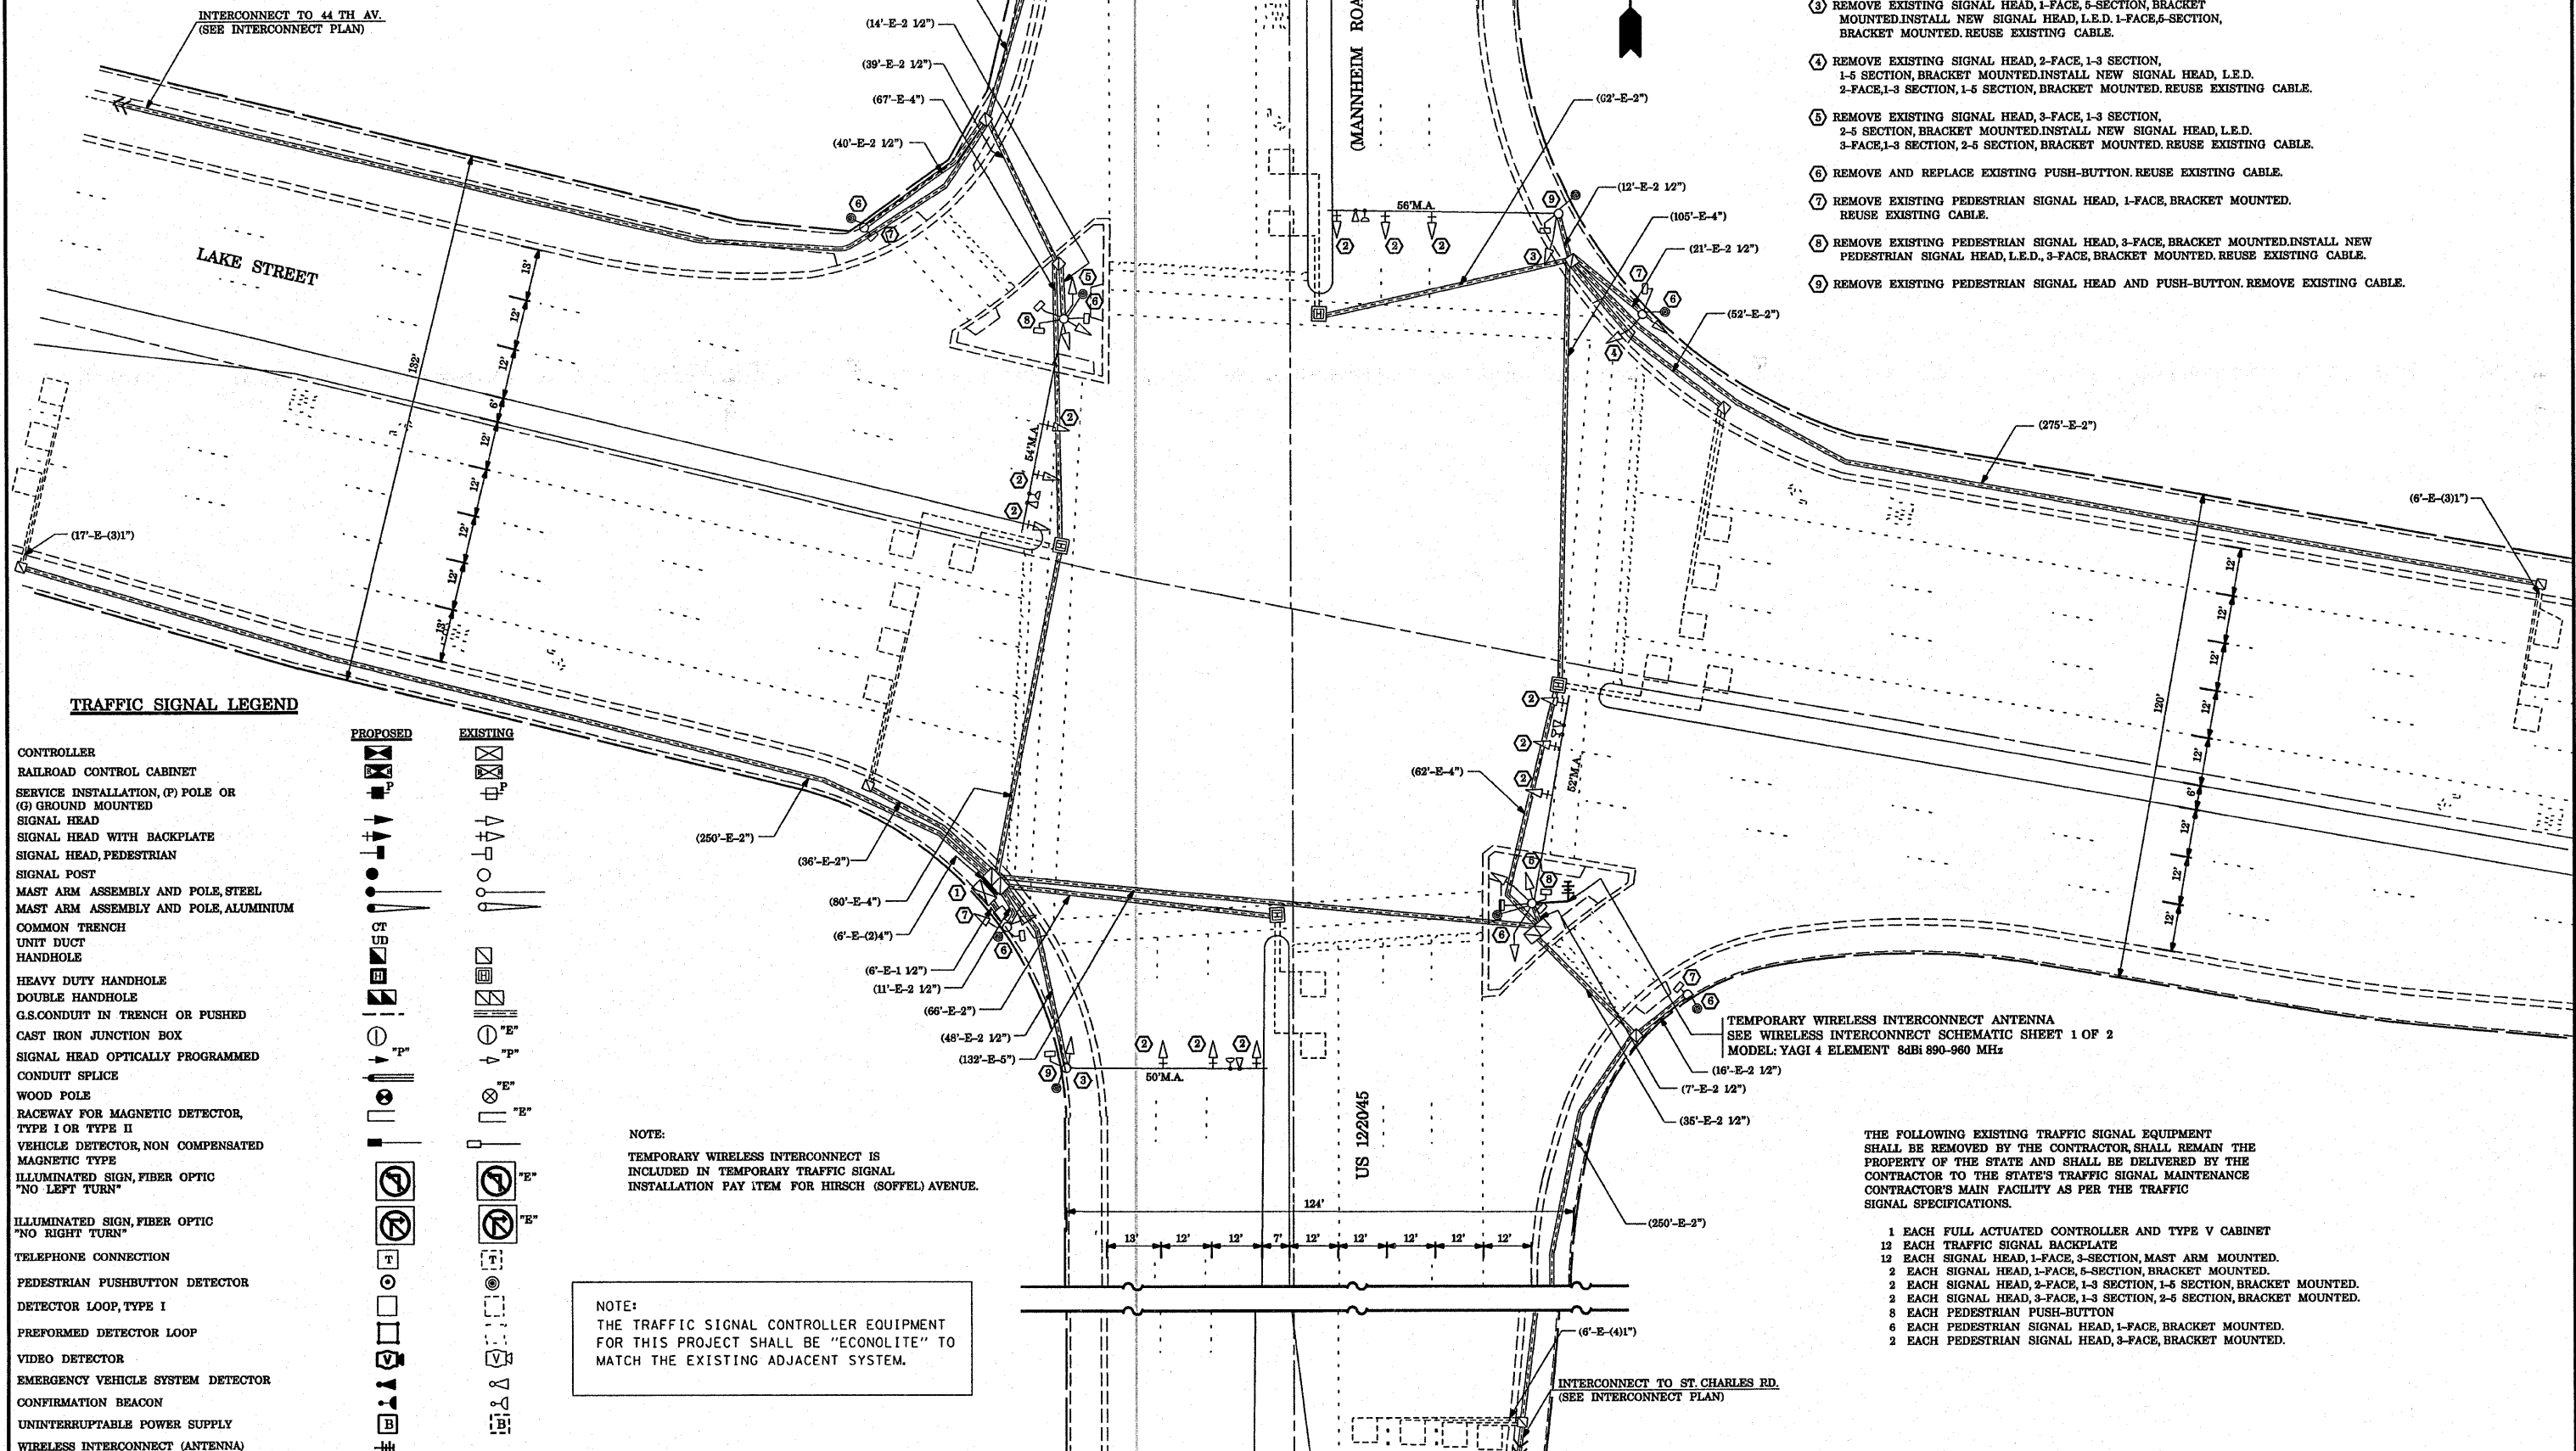 INTERCONNECT TO 44 TH AV.
(SEE INTERCONNECT PLAN)
(14'-E-2 1/2")
(39'-E-2 1/2")
(67'-E-4")
(40'-E-2 1/2")
LAKE STREET
(MANNHEIM ROA
56'M.A.
(62'-E-2")
(12'-E-2 1/2")
(105'-E-4")
(21'-E-2 1/2")
(52'-E-2")
(275'-E-2")
(6'-E-(3)1")
3 REMOVE EXISTING SIGNAL HEAD, 1-FACE, 5-SECTION, BRACKET
MOUNTED.INSTALL NEW SIGNAL HEAD, L.E.D. 1-FACE,5-SECTION,
BRACKET MOUNTED. REUSE EXISTING CABLE.
4 REMOVE EXISTING SIGNAL HEAD, 2-FACE, 1-3 SECTION,
1-5 SECTION, BRACKET MOUNTED.INSTALL NEW SIGNAL HEAD, L.E.D.
2-FACE,1-3 SECTION, 1-5 SECTION, BRACKET MOUNTED. REUSE EXISTING CABLE.
5 REMOVE EXISTING SIGNAL HEAD, 3-FACE, 1-3 SECTION,
2-5 SECTION, BRACKET MOUNTED.INSTALL NEW SIGNAL HEAD, L.E.D.
3-FACE,1-3 SECTION, 2-5 SECTION, BRACKET MOUNTED. REUSE EXISTING CABLE.
6 REMOVE AND REPLACE EXISTING PUSH-BUTTON. REUSE EXISTING CABLE.
7 REMOVE EXISTING PEDESTRIAN SIGNAL HEAD, 1-FACE, BRACKET MOUNTED.
REUSE EXISTING CABLE.
8 REMOVE EXISTING PEDESTRIAN SIGNAL HEAD, 3-FACE, BRACKET MOUNTED.INSTALL NEW
PEDESTRIAN SIGNAL HEAD, L.E.D., 3-FACE, BRACKET MOUNTED. REUSE EXISTING CABLE.
9 REMOVE EXISTING PEDESTRIAN SIGNAL HEAD AND PUSH-BUTTON. REMOVE EXISTING CABLE.
132'
13'
12'
12'
6'
12'
12'
12'
12'
13'
54'M.A.
(17'-E-(3)1")
120'
12'
12'
12'
12'
12'
6'
12'
12'
12'
52'M.A.
(62'-E-4")
(250'-E-2")
(36'-E-2")
(80'-E-4")
(6'-E-(2)4")
(6'-E-1 1/2")
(11'-E-2 1/2")
(66'-E-2")
(48'-E-2 1/2")
(132'-E-5")
50'M.A.
TEMPORARY WIRELESS INTERCONNECT ANTENNA
SEE WIRELESS INTERCONNECT SCHEMATIC SHEET 1 OF 2
MODEL: YAGI 4 ELEMENT 8dBi 890-960 MHz
(16'-E-2 1/2")
(7'-E-2 1/2")
(35'-E-2 1/2")
US 12/20/45
124'
13' 12' 12' 7' 12' 12' 12' 12' 12'
(250'-E-2")
(6'-E-(4)1")
INTERCONNECT TO ST. CHARLES RD.
(SEE INTERCONNECT PLAN)
TRAFFIC SIGNAL LEGEND
PROPOSED EXISTING
CONTROLLER
RAILROAD CONTROL CABINET
SERVICE INSTALLATION, (P) POLE OR P P
(G) GROUND MOUNTED
SIGNAL HEAD
SIGNAL HEAD WITH BACKPLATE
SIGNAL HEAD, PEDESTRIAN
SIGNAL POST
MAST ARM ASSEMBLY AND POLE, STEEL
MAST ARM ASSEMBLY AND POLE, ALUMINIUM
COMMON TRENCH CT
UNIT DUCT UD
HANDHOLE
HEAVY DUTY HANDHOLE H H
DOUBLE HANDHOLE
G.S.CONDUIT IN TRENCH OR PUSHED
CAST IRON JUNCTION BOX "E"
SIGNAL HEAD OPTICALLY PROGRAMMED "P" "P"
CONDUIT SPLICE
WOOD POLE "E"
RACEWAY FOR MAGNETIC DETECTOR, "E"
TYPE I OR TYPE II
VEHICLE DETECTOR, NON COMPENSATED
MAGNETIC TYPE
ILLUMINATED SIGN, FIBER OPTIC "E"
"NO LEFT TURN"
ILLUMINATED SIGN, FIBER OPTIC "E"
"NO RIGHT TURN"
TELEPHONE CONNECTION T T
PEDESTRIAN PUSHBUTTON DETECTOR
DETECTOR LOOP, TYPE I
PREFORMED DETECTOR LOOP
VIDEO DETECTOR V V
EMERGENCY VEHICLE SYSTEM DETECTOR
CONFIRMATION BEACON
UNINTERRUPTABLE POWER SUPPLY B B
WIRELESS INTERCONNECT (ANTENNA)
NOTE:
TEMPORARY WIRELESS INTERCONNECT IS
INCLUDED IN TEMPORARY TRAFFIC SIGNAL
INSTALLATION PAY ITEM FOR HIRSCH (SOFFEL) AVENUE.
NOTE:
THE TRAFFIC SIGNAL CONTROLLER EQUIPMENT
FOR THIS PROJECT SHALL BE "ECONOLITE" TO
MATCH THE EXISTING ADJACENT SYSTEM.
THE FOLLOWING EXISTING TRAFFIC SIGNAL EQUIPMENT
SHALL BE REMOVED BY THE CONTRACTOR, SHALL REMAIN THE
PROPERTY OF THE STATE AND SHALL BE DELIVERED BY THE
CONTRACTOR TO THE STATE'S TRAFFIC SIGNAL MAINTENANCE
CONTRACTOR'S MAIN FACILITY AS PER THE TRAFFIC
SIGNAL SPECIFICATIONS.
1 EACH FULL ACTUATED CONTROLLER AND TYPE V CABINET
12 EACH TRAFFIC SIGNAL BACKPLATE
12 EACH SIGNAL HEAD, 1-FACE, 3-SECTION, MAST ARM MOUNTED.
2 EACH SIGNAL HEAD, 1-FACE, 5-SECTION, BRACKET MOUNTED.
2 EACH SIGNAL HEAD, 2-FACE, 1-3 SECTION, 1-5 SECTION, BRACKET MOUNTED.
2 EACH SIGNAL HEAD, 3-FACE, 1-3 SECTION, 2-5 SECTION, BRACKET MOUNTED.
8 EACH PEDESTRIAN PUSH-BUTTON
6 EACH PEDESTRIAN SIGNAL HEAD, 1-FACE, BRACKET MOUNTED.
2 EACH PEDESTRIAN SIGNAL HEAD, 3-FACE, BRACKET MOUNTED.